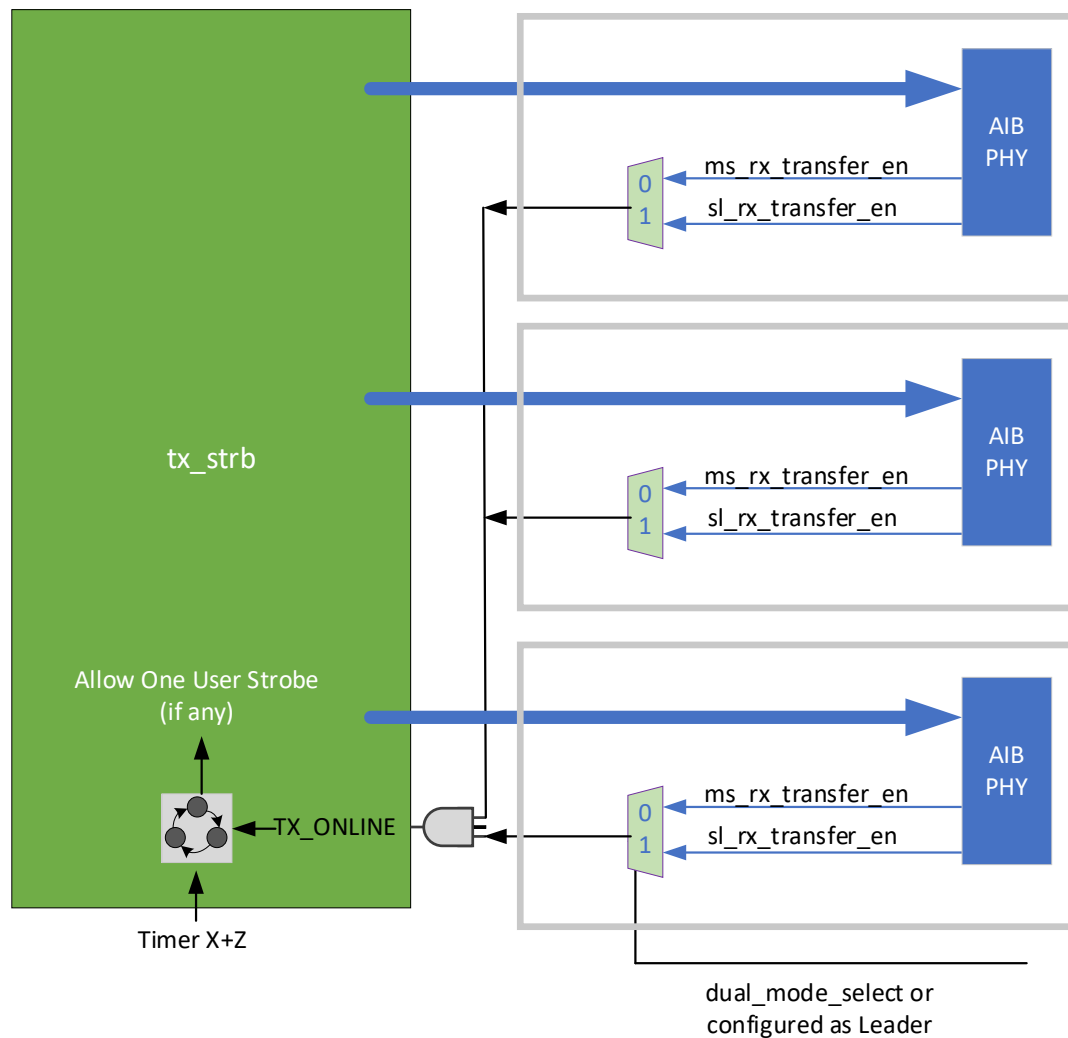 AIB
PHY
ms_rx_transfer_en
0
sl_rx_transfer_en
1
AIB
PHY
ms_rx_transfer_en
0
sl_rx_transfer_en
1
tx_strb
Allow One User Strobe
(if any)
AIB
PHY
ms_rx_transfer_en
0
sl_rx_transfer_en
1
TX_ONLINE
Timer X+Z
dual_mode_select or
configured as Leader